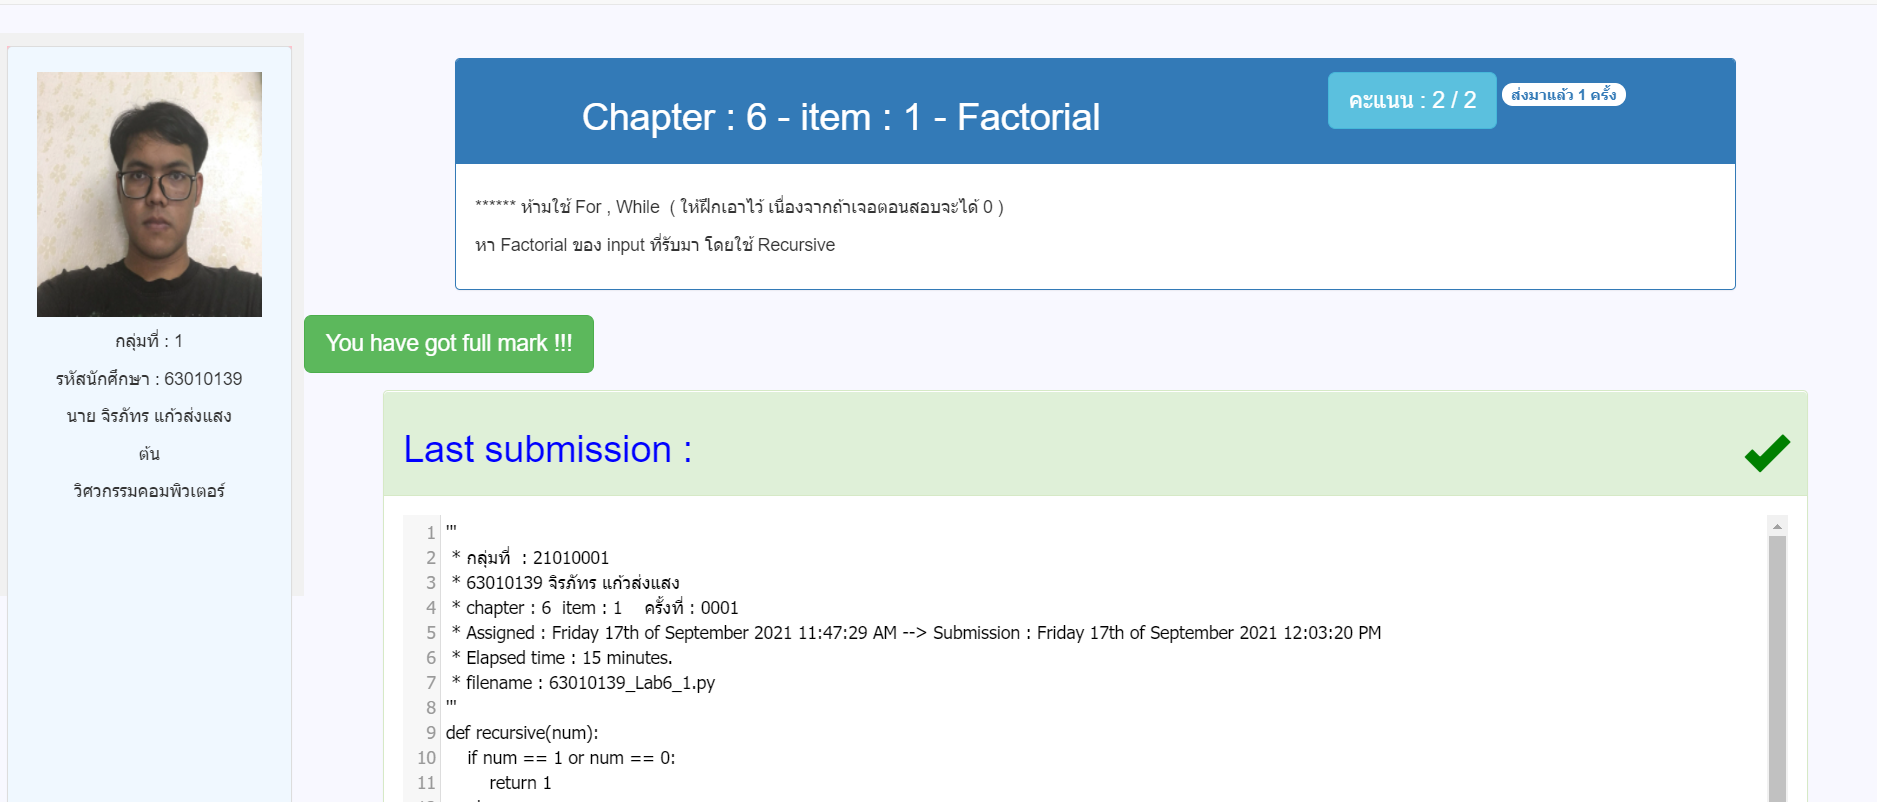 กลุ่มที่ : 1
รหัสนักศึกษา : 63010139
นาย จิรภัทร แก้วส่งแสง
ต้น
วิศวกรรมคอมพิวเตอร์
Chapter : 6 - item : 1 - Factorial
คะแนน : 2 / 2
ส่งมาแล้ว 1 ครั้ง
****** ห้ามใช้ For , While ( ให้ฝึกเอาไว้ เนื่องจากถ้าเจอตอนสอบจะได้ 0 )
หา Factorial ของ input ที่รับมา โดยใช้ Recursive
You have got full mark !!!
Last submission :
1 '''
2 * กลุ่มที่ : 21010001
3 * 63010139 จิรภัทร แก้วส่งแสง
4 * chapter : 6 item : 1 ครั้งที่ : 0001
5 * Assigned : Friday 17th of September 2021 11:47:29 AM --> Submission : Friday 17th of September 2021 12:03:20 PM
6 * Elapsed time : 15 minutes.
7 * filename : 63010139_Lab6_1.py
8 '''
9 def recursive(num):
10 if num == 1 or num == 0:
11 return 1